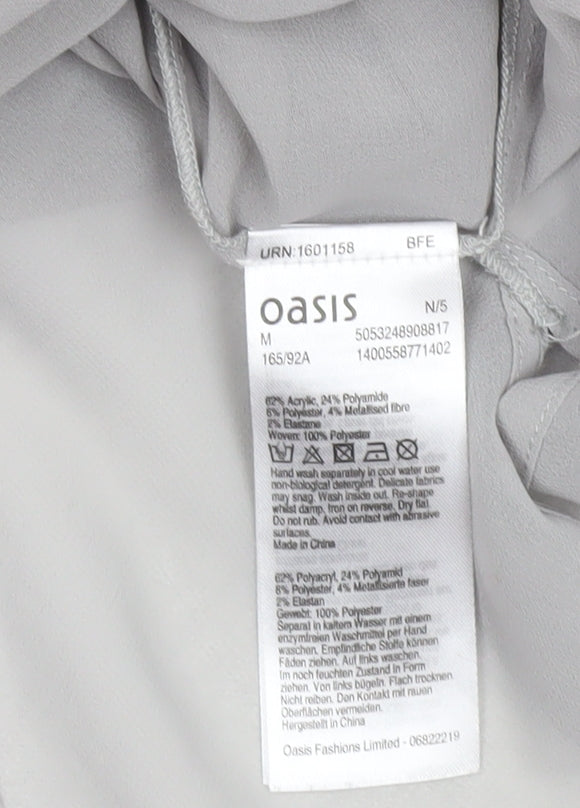 URN:1601158 BFE
oasis N/5
M 5053248908817
165/92A 1400558771402
62% Acrylic, 24% Polyamide
8% Polyester, 4% Metallised fibre
2% Elastane
Woven: 100% Polyester
Hand wash separately in cool water use
non-biological detergent. Delicate fabrics
may snag. Wash inside out. Re-shape
whilst damp. Iron on reverse. Dry flat.
Do not rub. Avoid contact with abrasive
surfaces.
Made in China
62% Polyacryl, 24% Polyamid
8% Polyester, 4% Metallisierte faser
2% Elastan
Gewebt: 100% Polyester
Separat in kaltem Wasser mit einem
enzymfreien Waschmittel per Hand
waschen. Empfindliche Stoffe können
Fäden ziehen. Auf links waschen.
Im noch feuchten Zustand in Form
ziehen. Von links bügeln. Flach trocknen.
Nicht reiben. Den Kontakt mit rauen
Oberflächen vermeiden.
Hergestellt in China
Oasis Fashions Limited - 06822219